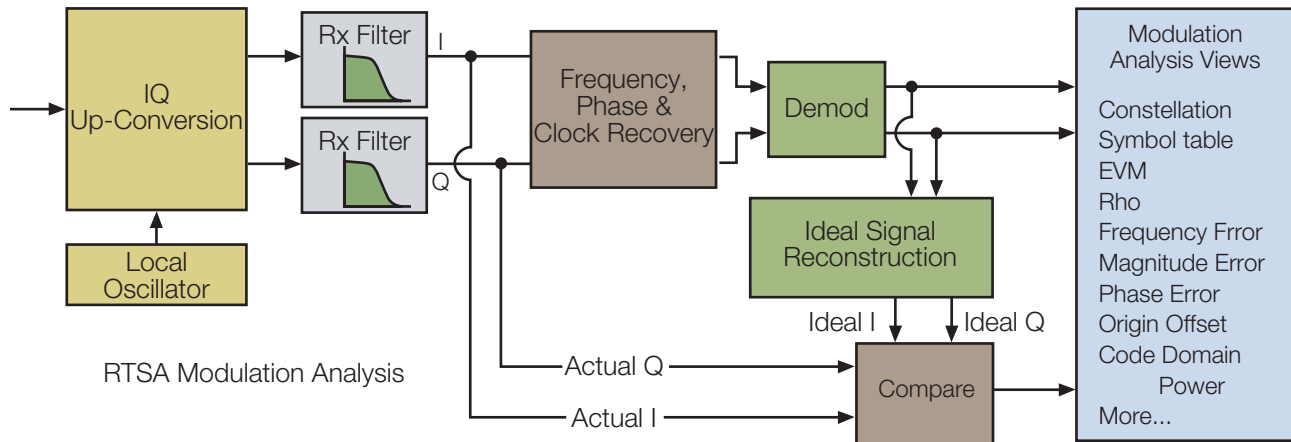 IQ
Up-Conversion
Local
Oscillator
Rx Filter
I
Rx Filter
Q
Frequency,
Phase &
Clock Recovery
Demod
Ideal Signal
Reconstruction
Ideal I
Ideal Q
Actual Q
Actual I
Compare
Modulation
Analysis Views
Constellation
Symbol table
EVM
Rho
Frequency Frror
Magnitude Error
Phase Error
Origin Offset
Code Domain
Power
More...
RTSA Modulation Analysis